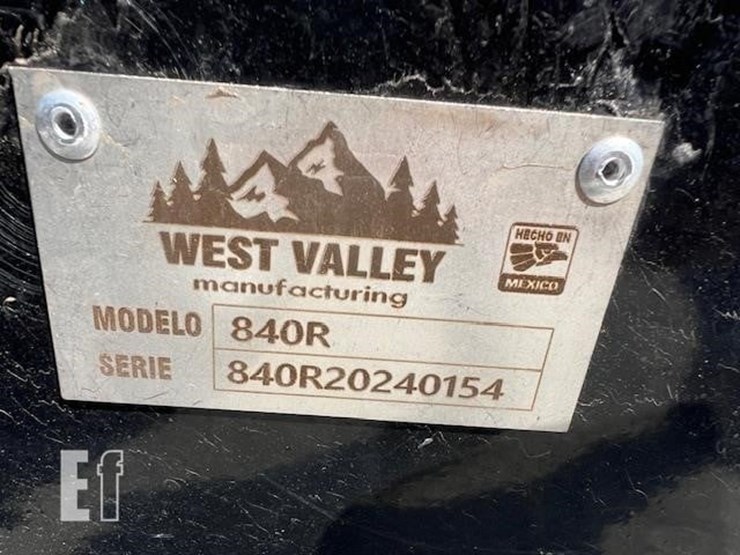 WEST VALLEY
manufacturing
HECHO EN
MEXICO
MODELO 840R
SERIE 840R20240154
Ef